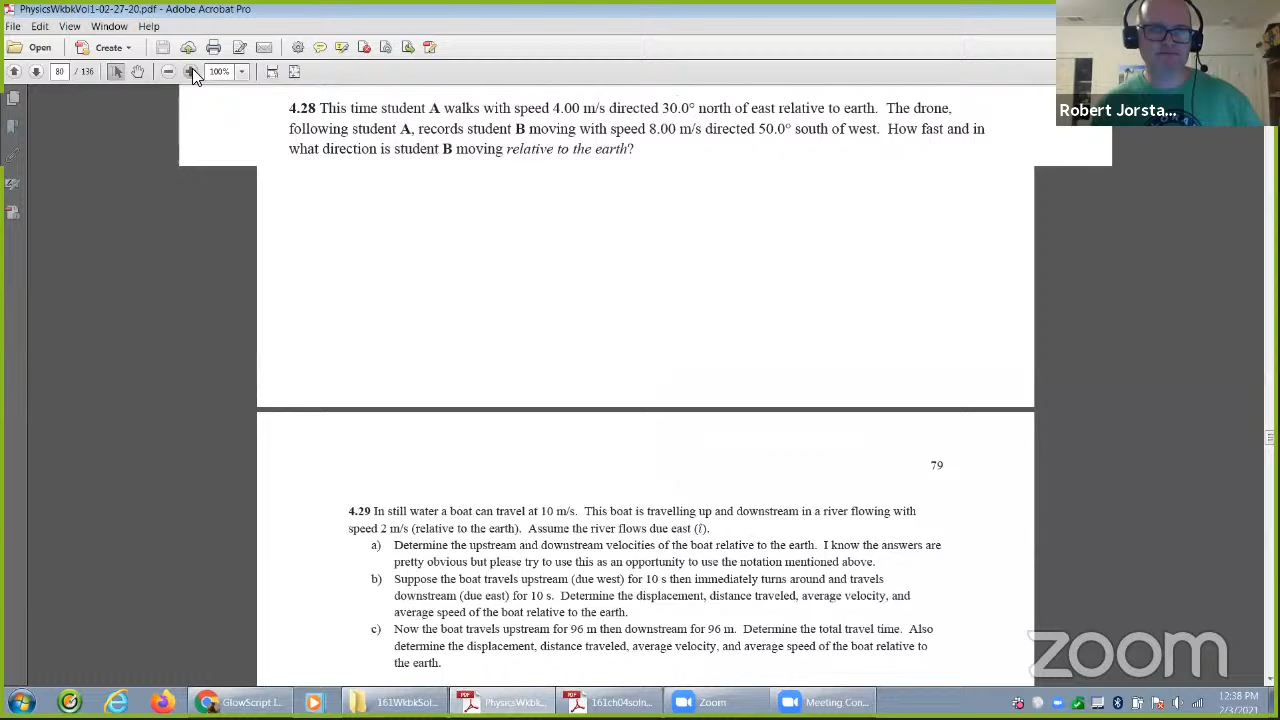 PhysicsWkbkVol1-02-27-20.pdf - Adobe Acrobat Pro
File Edit View Window Help
Open Create
80 / 136 100%
Robert Jorsta...
4.28 This time student A walks with speed 4.00 m/s directed 30.0° north of east relative to earth. The drone,
following student A, records student B moving with speed 8.00 m/s directed 50.0° south of west. How fast and in
what direction is student B moving relative to the earth?
79
4.29 In still water a boat can travel at 10 m/s. This boat is travelling up and downstream in a river flowing with
speed 2 m/s (relative to the earth). Assume the river flows due east (î).
a) Determine the upstream and downstream velocities of the boat relative to the earth. I know the answers are
pretty obvious but please try to use this as an opportunity to use the notation mentioned above.
b) Suppose the boat travels upstream (due west) for 10 s then immediately turns around and travels
downstream (due east) for 10 s. Determine the displacement, distance traveled, average velocity, and
average speed of the boat relative to the earth.
c) Now the boat travels upstream for 96 m then downstream for 96 m. Determine the total travel time. Also
determine the displacement, distance traveled, average velocity, and average speed of the boat relative to
the earth.
zoom
GlowScript I... 161WkbkSol... PhysicsWkbk... 161ch04soln... Zoom Meeting Con...
12:38 PM
2/3/2021